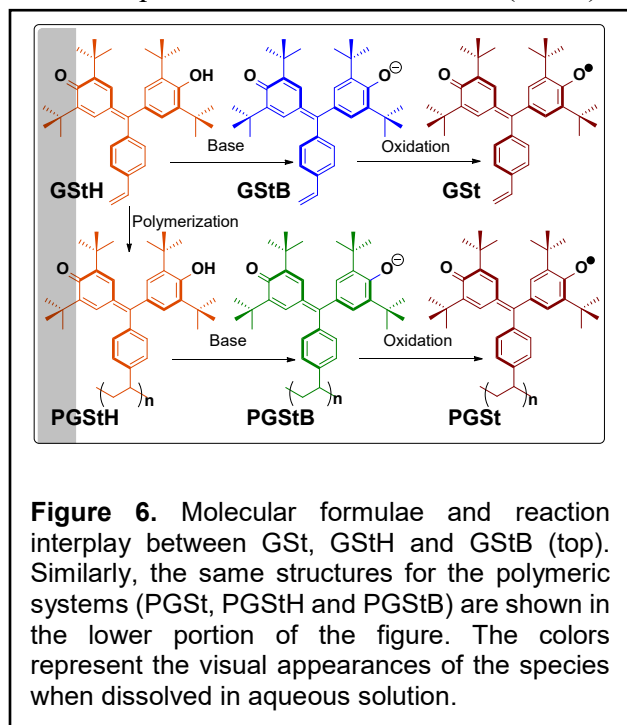 O OH O O⊖ O O●
Base Oxidation
GStH GStB GSt
Polymerization
O OH O O⊖ O O●
Base Oxidation
n n n
PGStH PGStB PGSt
Figure 6. Molecular formulae and reaction
interplay between GSt, GStH and GStB (top).
Similarly, the same structures for the polymeric
systems (PGSt, PGStH and PGStB) are shown in
the lower portion of the figure. The colors
represent the visual appearances of the species
when dissolved in aqueous solution.